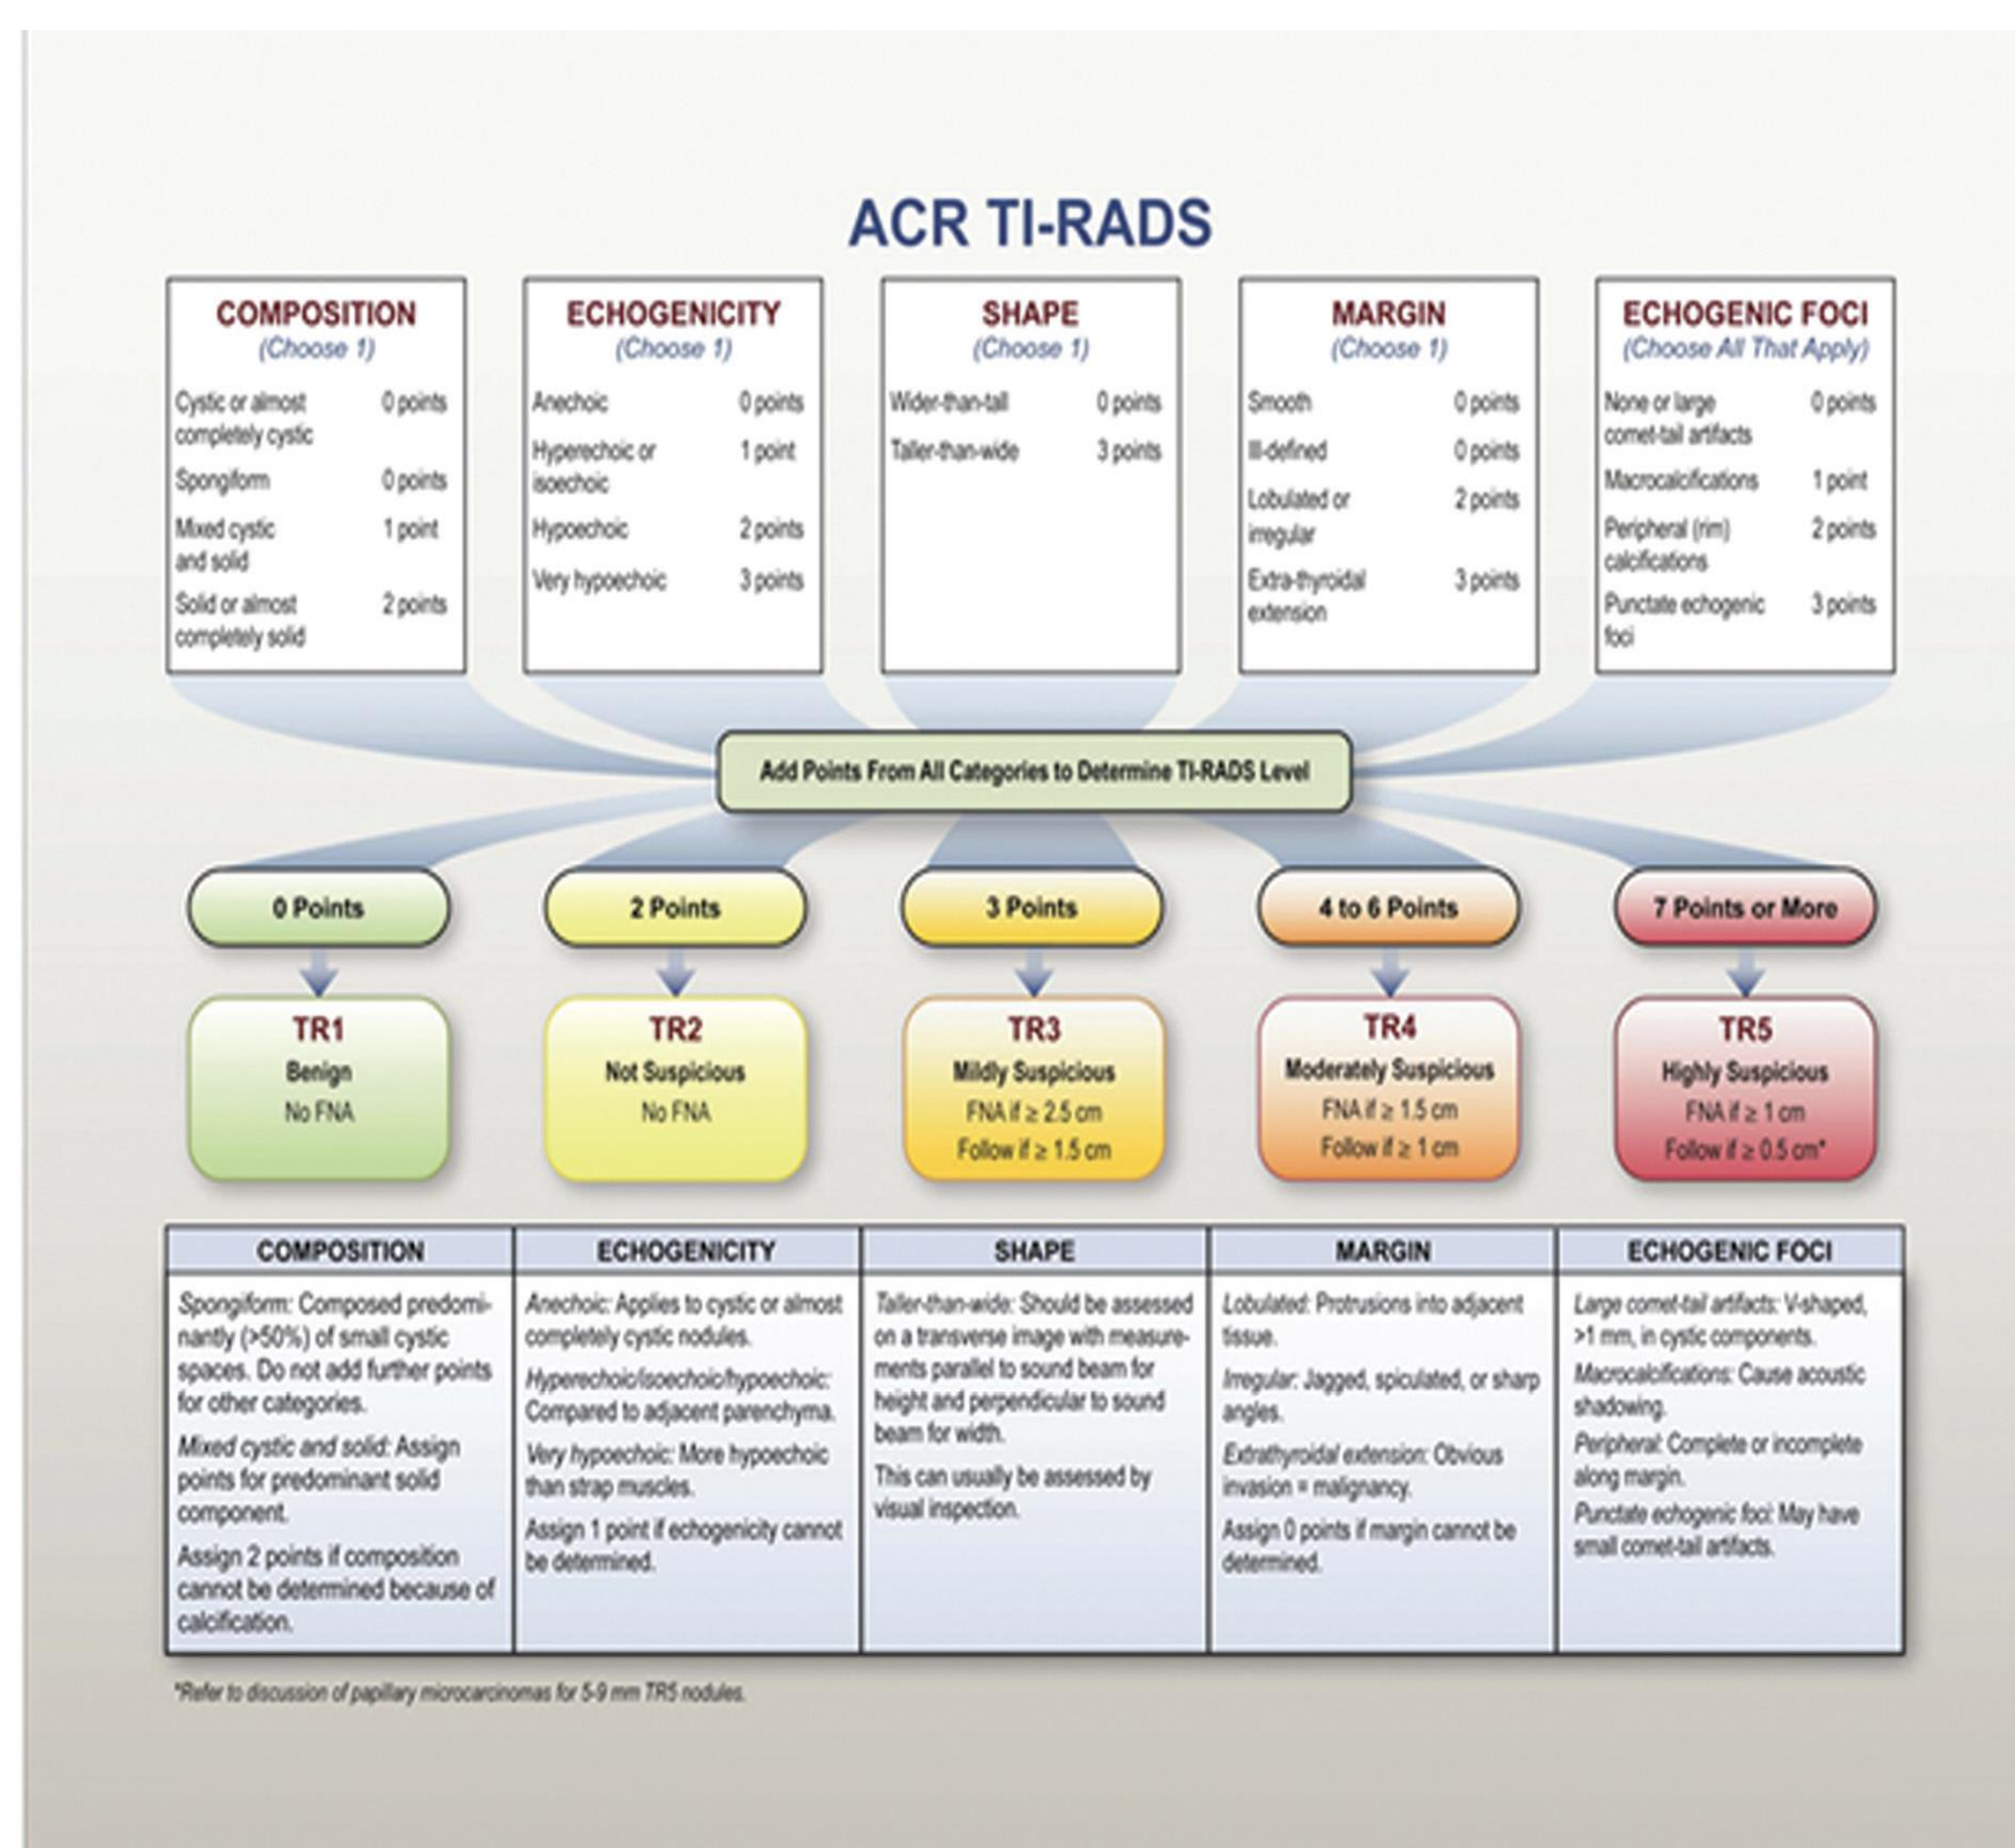 ACR TI-RADS
COMPOSITION
(Choose 1)
Cystic or almost 0 points
completely cystic
Spongiform 0 points
Mixed cystic 1 point
and solid
Solid or almost 2 points
completely solid
ECHOGENICITY
(Choose 1)
Anechoic 0 points
Hyperechoic or 1 point
isoechoic
Hypoechoic 2 points
Very hypoechoic 3 points
SHAPE
(Choose 1)
Wider-than-tall 0 points
Taller-than-wide 3 points
MARGIN
(Choose 1)
Smooth 0 points
Ill-defined 0 points
Lobulated or 2 points
irregular
Extra-thyroidal 3 points
extension
ECHOGENIC FOCI
(Choose All That Apply)
None or large 0 points
comet-tail artifacts
Macrocalcifications 1 point
Peripheral (rim) 2 points
calcifications
Punctate echogenic 3 points
foci
Add Points From All Categories to Determine TI-RADS Level
0 Points
2 Points
3 Points
4 to 6 Points
7 Points or More
TR1
Benign
No FNA
TR2
Not Suspicious
No FNA
TR3
Mildly Suspicious
FNA if ≥ 2.5 cm
Follow if ≥ 1.5 cm
TR4
Moderately Suspicious
FNA if ≥ 1.5 cm
Follow if ≥ 1 cm
TR5
Highly Suspicious
FNA if ≥ 1 cm
Follow if ≥ 0.5 cm*
COMPOSITION
Spongiform: Composed predomi-
nantly (>50%) of small cystic
spaces. Do not add further points
for other categories.
Mixed cystic and solid: Assign
points for predominant solid
component.
Assign 2 points if composition
cannot be determined because of
calcification.
ECHOGENICITY
Anechoic: Applies to cystic or almost
completely cystic nodules.
Hyperechoic/isoechoic/hypoechoic:
Compared to adjacent parenchyma.
Very hypoechoic: More hypoechoic
than strap muscles.
Assign 1 point if echogenicity cannot
be determined.
SHAPE
Taller-than-wide: Should be assessed
on a transverse image with measure-
ments parallel to sound beam for
height and perpendicular to sound
beam for width.
This can usually be assessed by
visual inspection.
MARGIN
Lobulated: Protrusions into adjacent
tissue.
Irregular: Jagged, spiculated, or sharp
angles.
Extrathyroidal extension: Obvious
invasion = malignancy.
Assign 0 points if margin cannot be
determined.
ECHOGENIC FOCI
Large comet-tail artifacts: V-shaped,
>1 mm, in cystic components.
Macrocalcifications: Cause acoustic
shadowing.
Peripheral: Complete or incomplete
along margin.
Punctate echogenic foci: May have
small comet-tail artifacts.
*Refer to discussion of papillary microcarcinomas for 5-9 mm TR5 nodules.